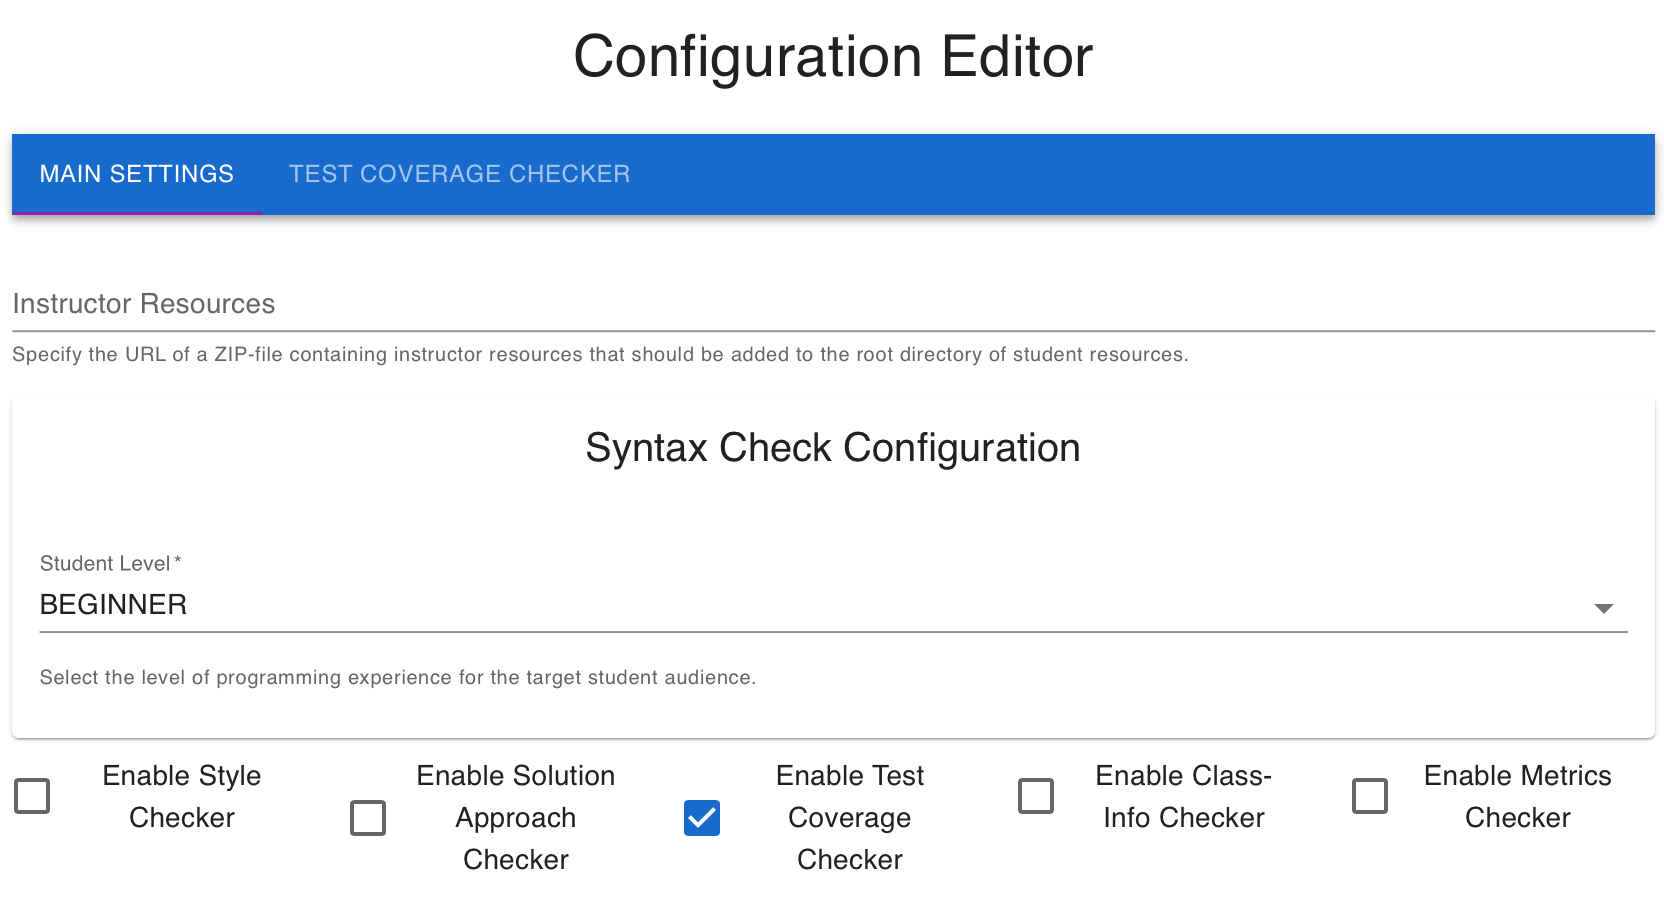 Configuration Editor
MAIN SETTINGS
TEST COVERAGE CHECKER
Instructor Resources
Specify the URL of a ZIP-file containing instructor resources that should be added to the root directory of student resources.
Syntax Check Configuration
Student Level *
BEGINNER
Select the level of programming experience for the target student audience.
Enable Style
Checker
Enable Solution
Approach
Checker
Enable Test
Coverage
Checker
Enable Class-
Info Checker
Enable Metrics
Checker